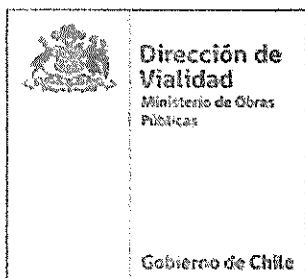 Dirección de
Vialidad
Ministerio de Obras
Públicas
Gobierno de Chile